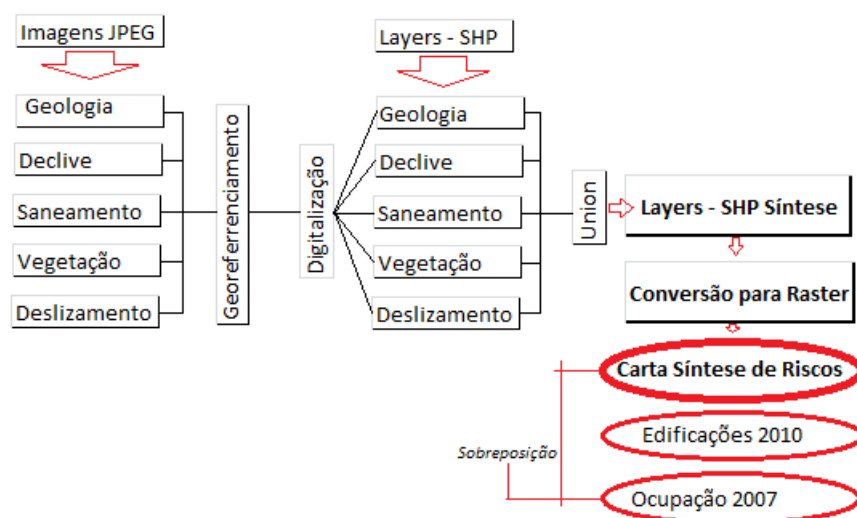 Imagens JPEG
Geologia
Declive
Saneamento
Vegetação
Deslizamento
Georeferrenciamento
Digitalização
Layers - SHP
Geologia
Declive
Saneamento
Vegetação
Deslizamento
Union
Layers - SHP Síntese
Conversão para Raster
Carta Síntese de Riscos
Edificações 2010
Sobreposição
Ocupação 2007